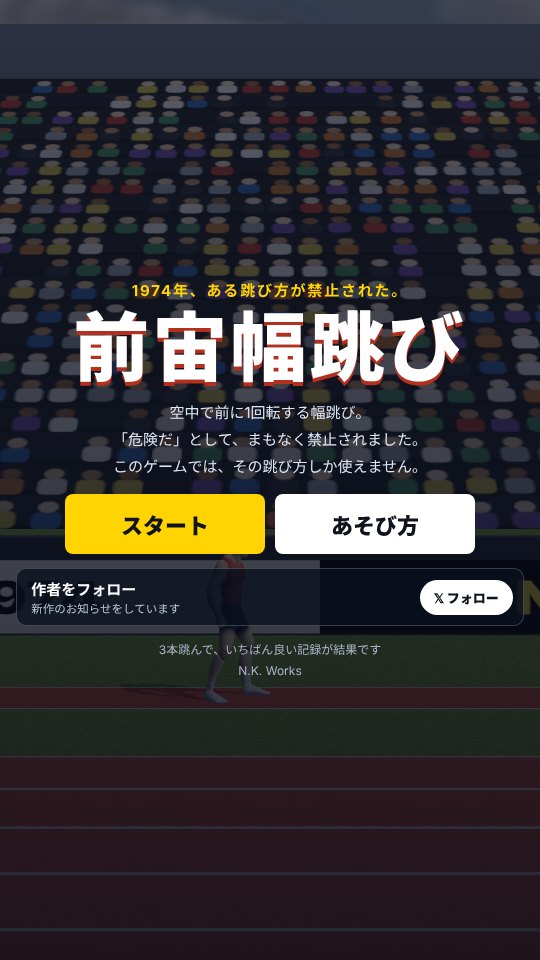 1974年、ある跳び方が禁止された。
前宙幅跳び
空中で前に1回転する幅跳び。
「危険だ」として、まもなく禁止されました。
このゲームでは、その跳び方しか使えません。
スタート
あそび方
作者をフォロー
新作のお知らせをしています
𝕏 フォロー
3本跳んで、いちばん良い記録が結果です
N.K. Works